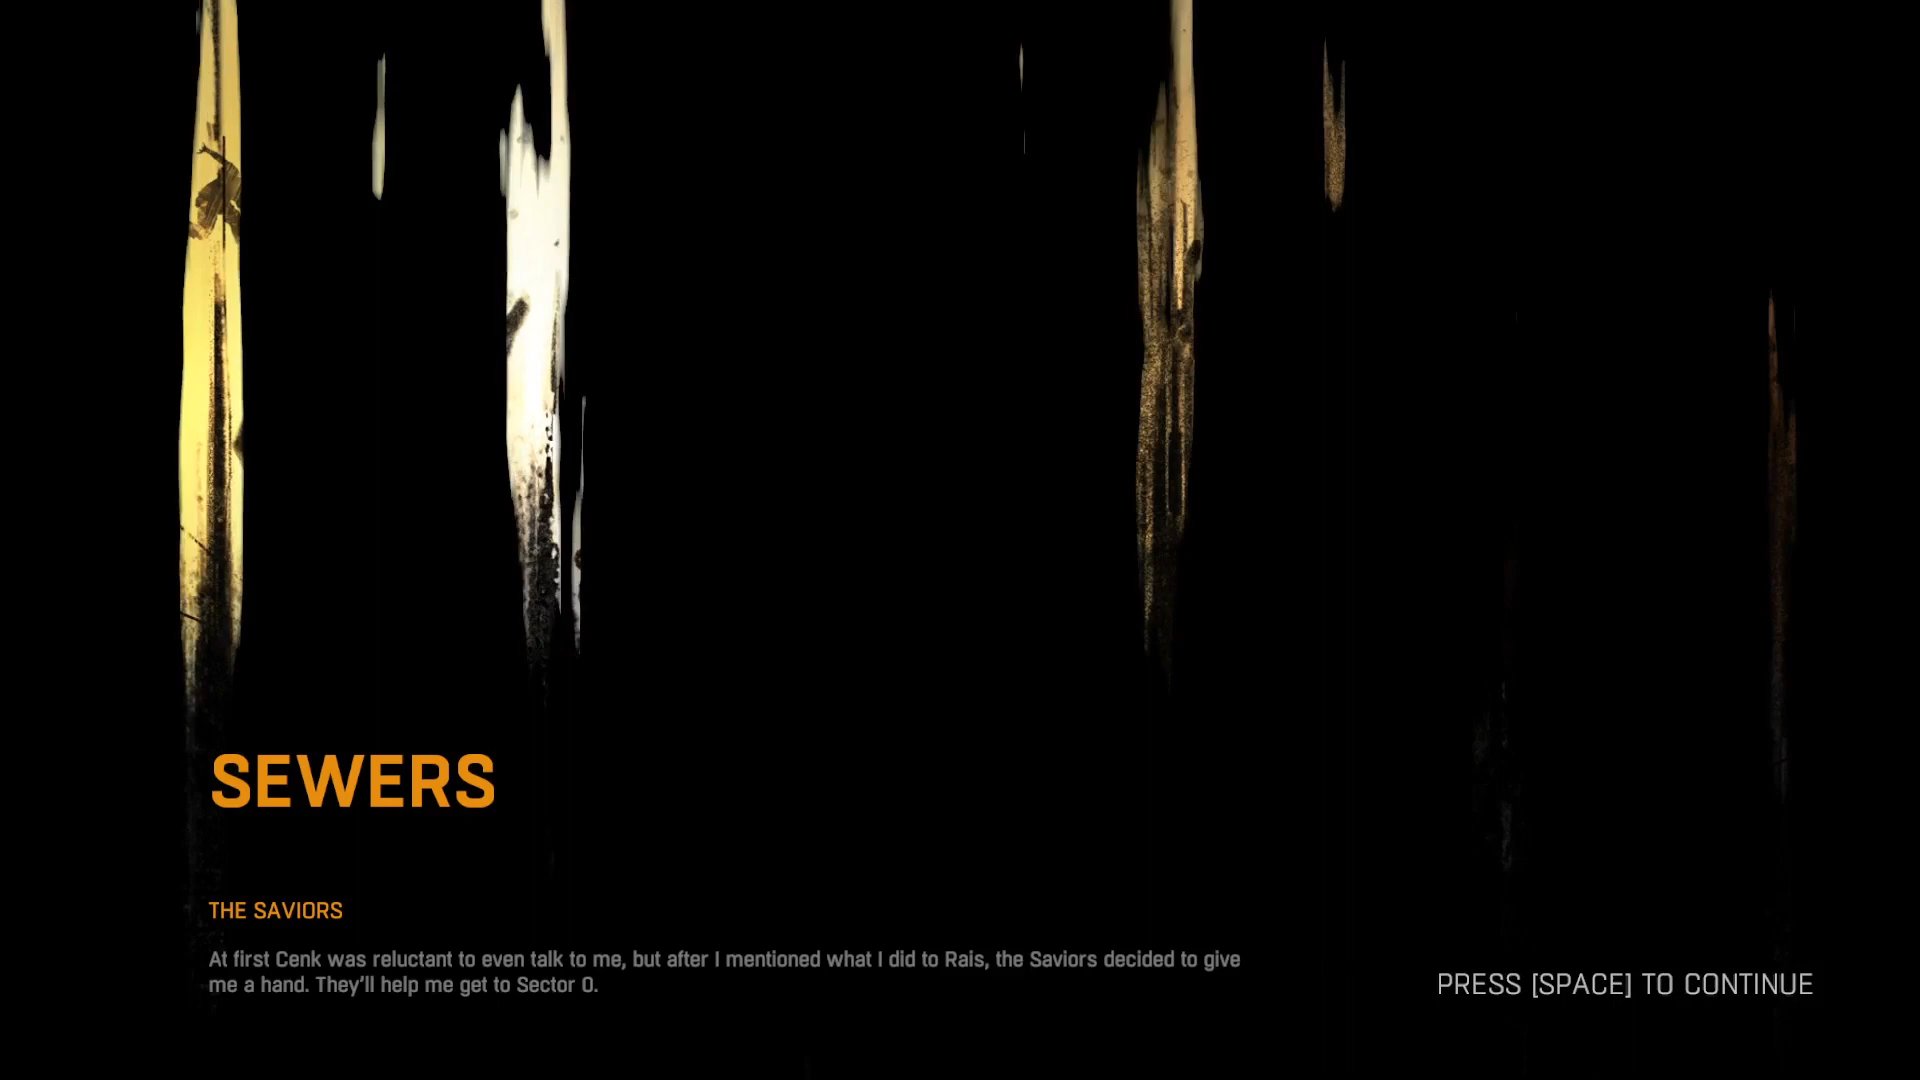 SEWERS
THE SAVIORS
At first Cenk was reluctant to even talk to me, but after I mentioned what I did to Rais, the Saviors decided to give
me a hand. They'll help me get to Sector 0.
PRESS [SPACE] TO CONTINUE